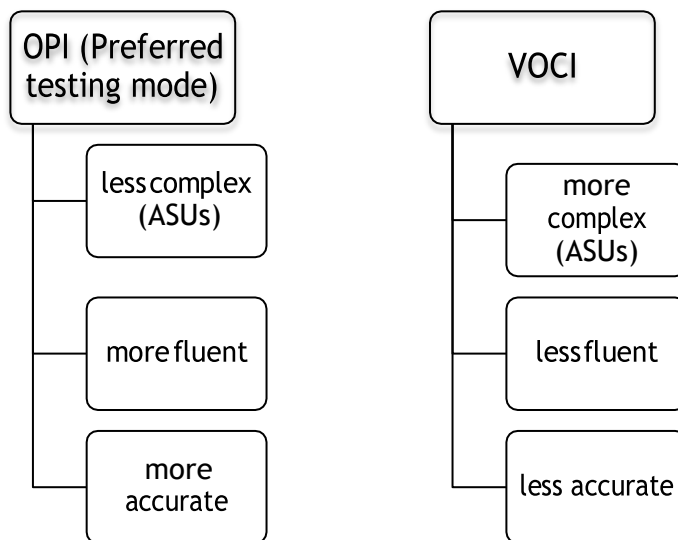 OPI (Preferred
testing mode)
less complex
(ASUs)
more fluent
more
accurate
VOCI
more
complex
(ASUs)
less fluent
less accurate